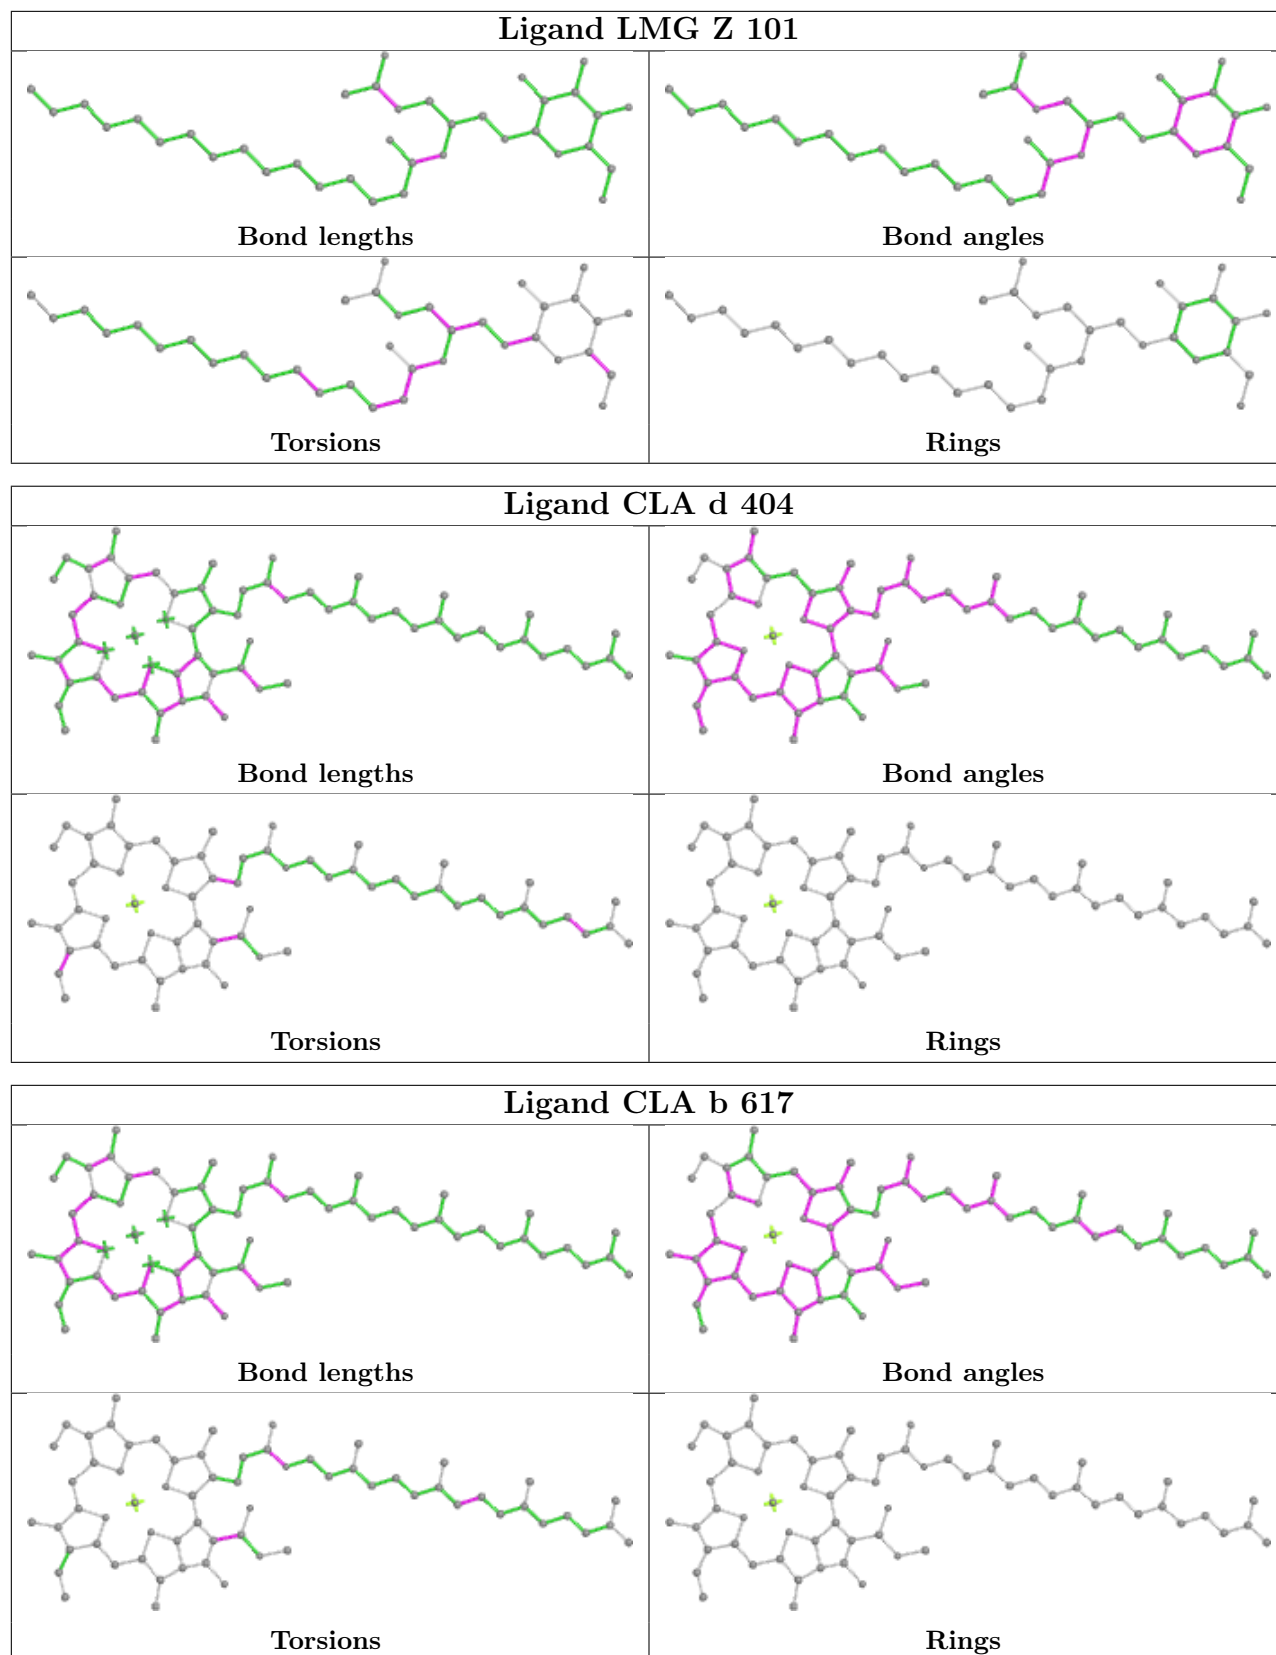 Ligand LMG Z 101
Bond lengths
Bond angles
Torsions
Rings
Ligand CLA d 404
Bond lengths
Bond angles
Torsions
Rings
Ligand CLA b 617
Bond lengths
Bond angles
Torsions
Rings